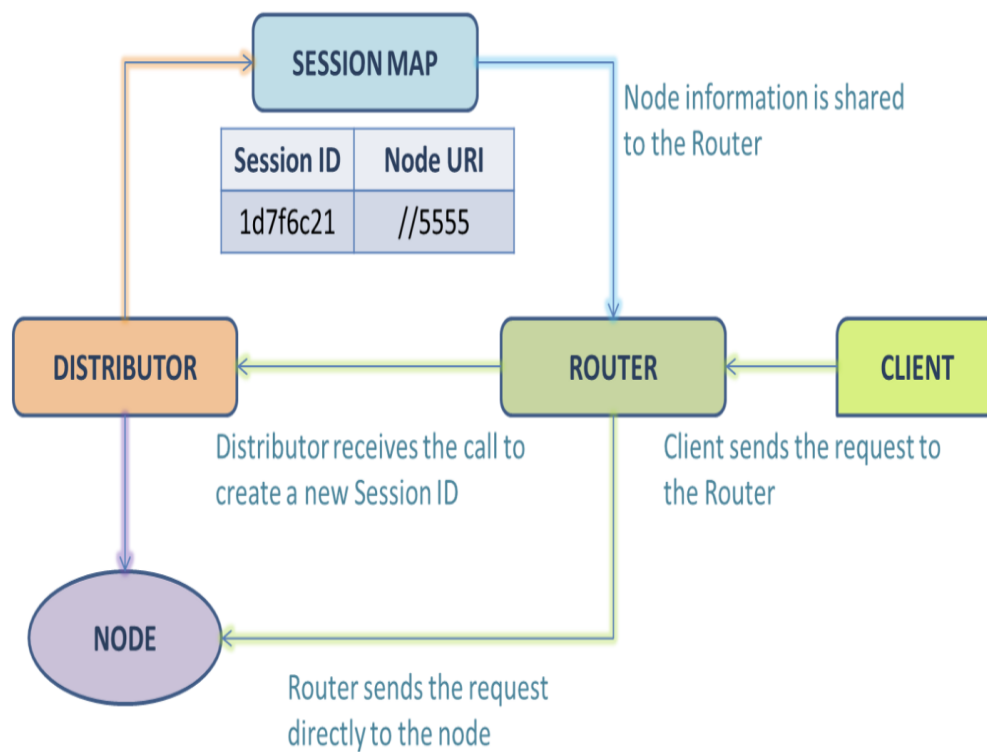 SESSION MAP
Node information is shared
to the Router
Session ID Node URI
1d7f6c21 //5555
DISTRIBUTOR
ROUTER
CLIENT
Distributor receives the call to
create a new Session ID
Client sends the request to
the Router
NODE
Router sends the request
directly to the node